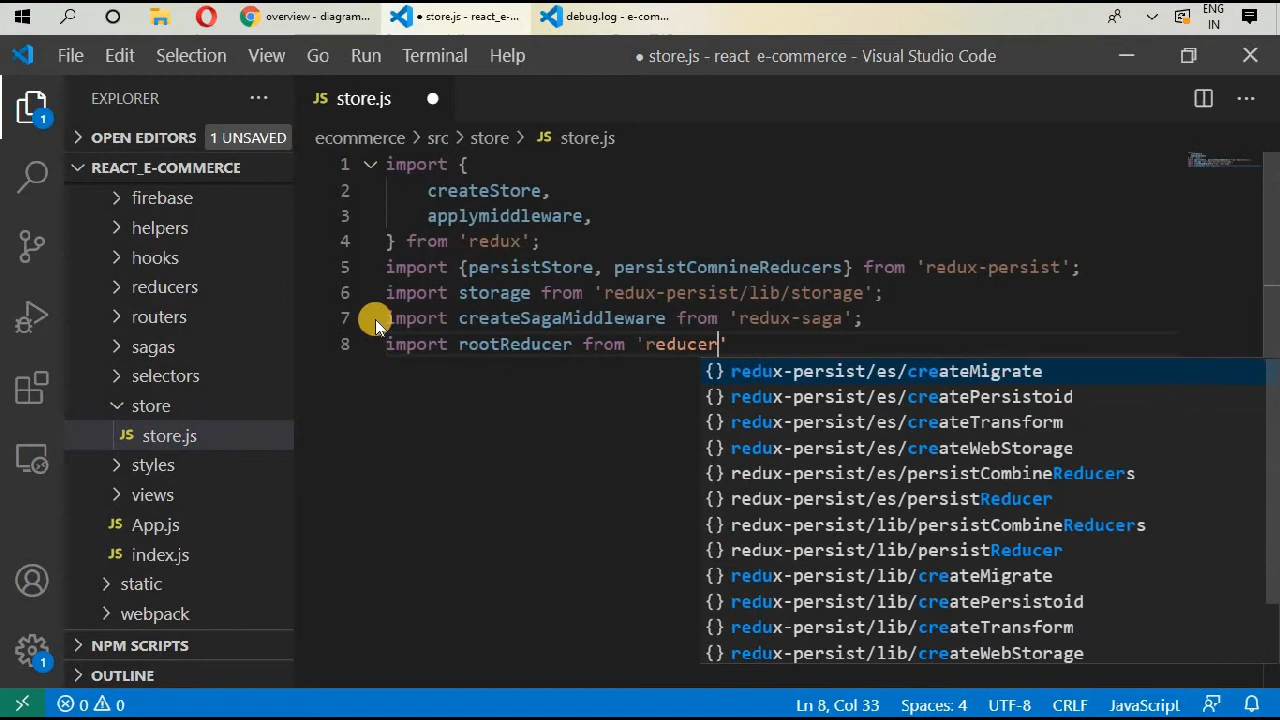 overview - diagram...
● store.js - react_e-...
debug.log - e-com...
ENG
IN
File Edit Selection View Go Run Terminal Help
● store.js - react_e-commerce - Visual Studio Code
EXPLORER
JS store.js
OPEN EDITORS 1 UNSAVED
ecommerce > src > store > JS store.js
REACT_E-COMMERCE
firebase
helpers
hooks
reducers
routers
sagas
selectors
store
JS store.js
styles
views
JS App.js
JS index.js
static
webpack
NPM SCRIPTS
OUTLINE
1
1
1 import {
2 createStore,
3 applymiddleware,
4 } from 'redux';
5 import {persistStore, persistComnineReducers} from 'redux-persist';
6 import storage from 'redux-persist/lib/storage';
7 import createSagaMiddleware from 'redux-saga';
8 import rootReducer from 'reducer'
{} redux-persist/es/createMigrate
{} redux-persist/es/createPersistoid
{} redux-persist/es/createTransform
{} redux-persist/es/createWebStorage
{} redux-persist/es/persistCombineReducers
{} redux-persist/es/persistReducer
{} redux-persist/lib/persistCombineReducers
{} redux-persist/lib/persistReducer
{} redux-persist/lib/createMigrate
{} redux-persist/lib/createPersistoid
{} redux-persist/lib/createTransform
{} redux-persist/lib/createWebStorage
0 0 Ln 8, Col 33 Spaces: 4 UTF-8 CRLF JavaScript